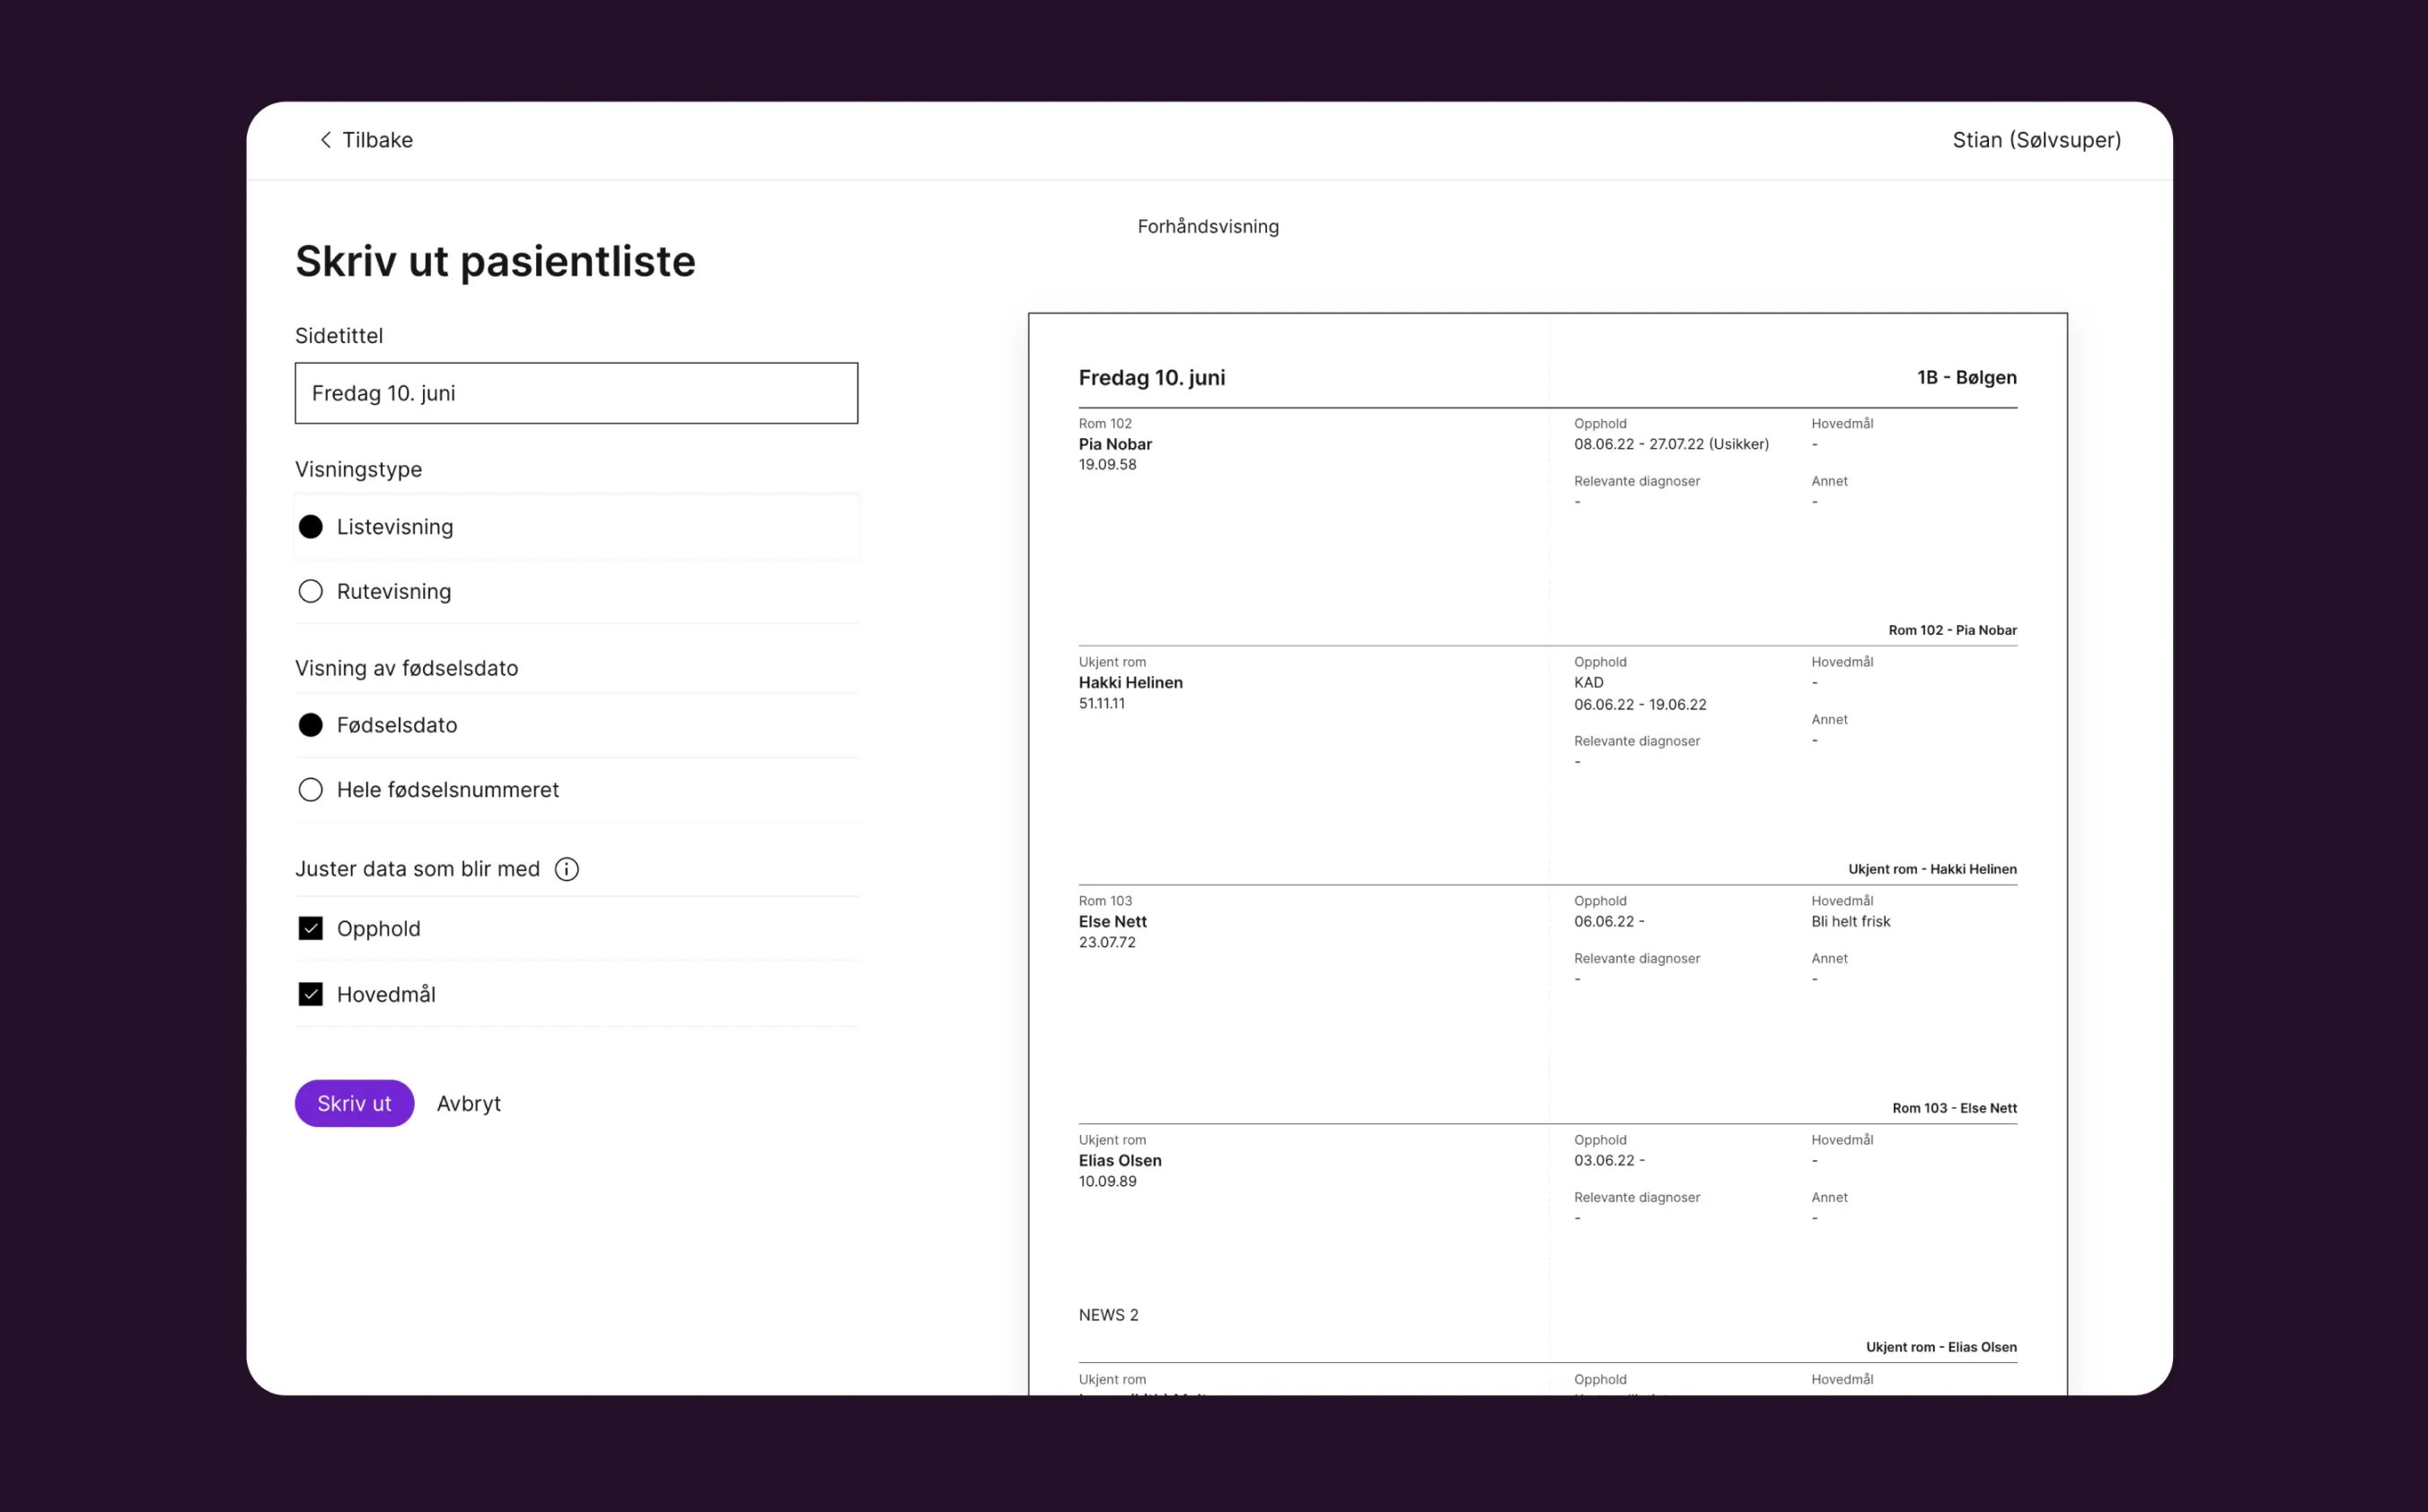 Tilbake
Stian (Sølvsuper)
Skriv ut pasientliste
Sidetittel
Fredag 10. juni
Visningstype
Listevisning
Rutevisning
Visning av fødselsdato
Fødselsdato
Hele fødselsnummeret
Juster data som blir med
Opphold
Hovedmål
Skriv ut
Avbryt
Forhåndsvisning
Fredag 10. juni
1B - Bølgen
Rom 102
Pia Nobar
19.09.58
Opphold
08.06.22 - 27.07.22 (Usikker)
Relevante diagnoser
-
Hovedmål
-
Annet
-
Rom 102 - Pia Nobar
Ukjent rom
Hakki Helinen
51.11.11
Opphold
KAD
06.06.22 - 19.06.22
Relevante diagnoser
-
Hovedmål
-
Annet
-
Ukjent rom - Hakki Helinen
Rom 103
Else Nett
23.07.72
Opphold
06.06.22 -
Relevante diagnoser
-
Hovedmål
Bli helt frisk
Annet
-
Rom 103 - Else Nett
Ukjent rom
Elias Olsen
10.09.89
Opphold
03.06.22 -
Relevante diagnoser
-
Hovedmål
-
Annet
-
NEWS 2
Ukjent rom - Elias Olsen
Ukjent rom
Opphold
Hovedmål